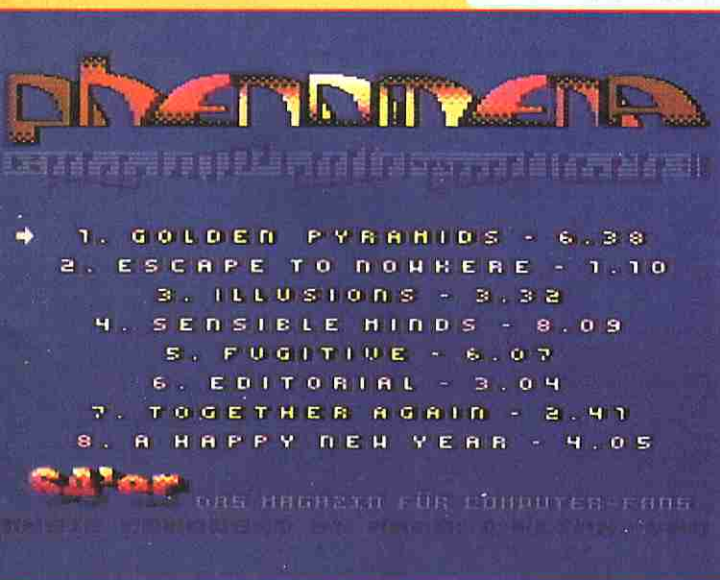 phenomena
1. GOLDEN PYRAMIDS - 6.38
2. ESCAPE TO NOWHERE - 1.10
3. ILLUSIONS - 3.32
4. SENSIBLE MINDS - 8.09
5. FUGITIVE - 6.07
6. EDITORIAL - 3.04
7. TOGETHER AGAIN - 2.41
8. A HAPPY NEW YEAR - 4.05
DAS MAGAZIN FÜR COMPUTER-FANS